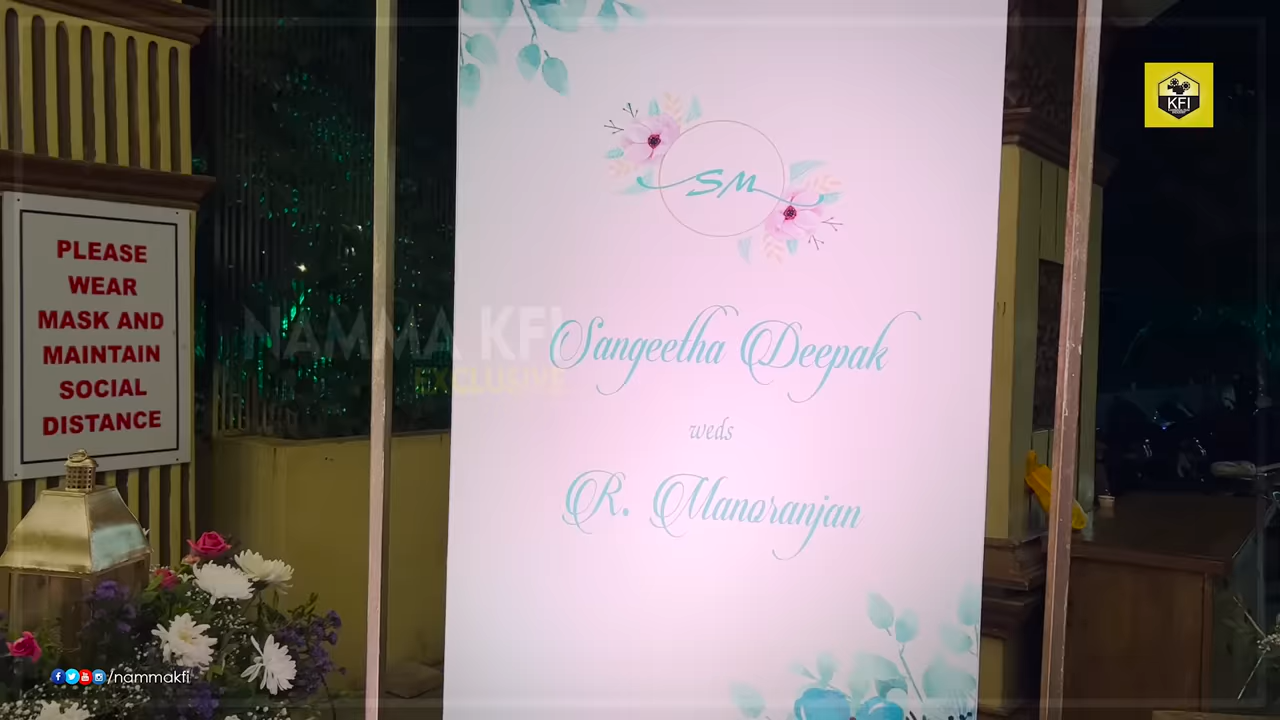 KFI
SM
PLEASE
WEAR
MASK AND
MAINTAIN
SOCIAL
DISTANCE
NAMMA KFI
EXCLUSIVE
Sangeetha Deepak
weds
R. Manoranjan
/nammakfi